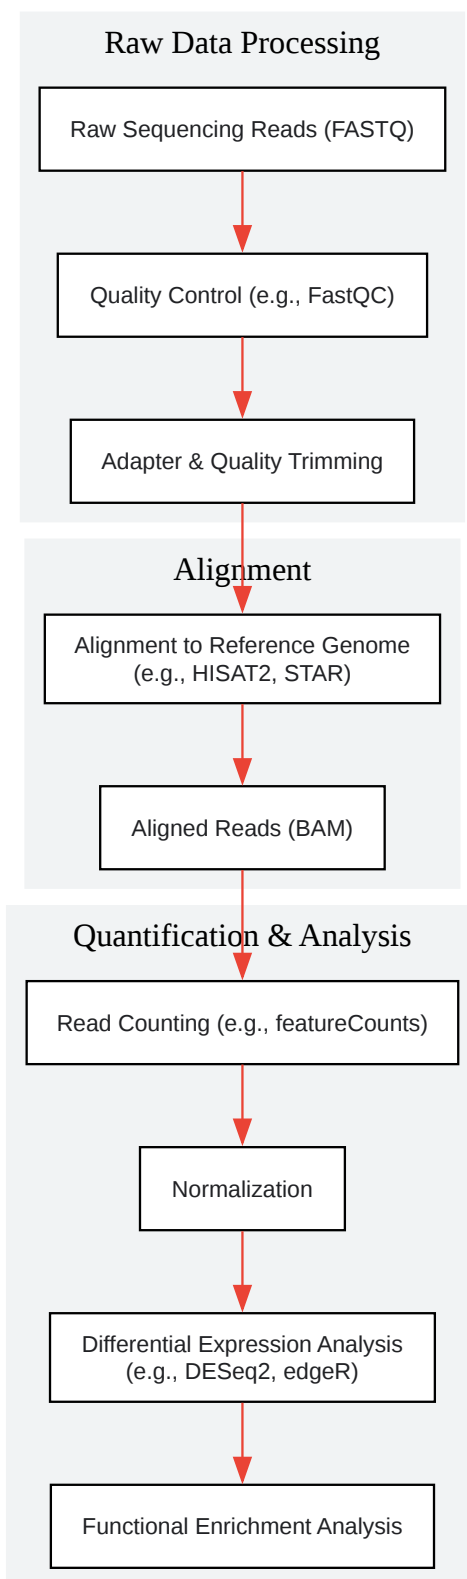 Raw Data Processing
Raw Sequencing Reads (FASTQ)
Quality Control (e.g., FastQC)
Adapter & Quality Trimming
Alignment
Alignment to Reference Genome
(e.g., HISAT2, STAR)
Aligned Reads (BAM)
Quantification & Analysis
Read Counting (e.g., featureCounts)
Normalization
Differential Expression Analysis
(e.g., DESeq2, edgeR)
Functional Enrichment Analysis